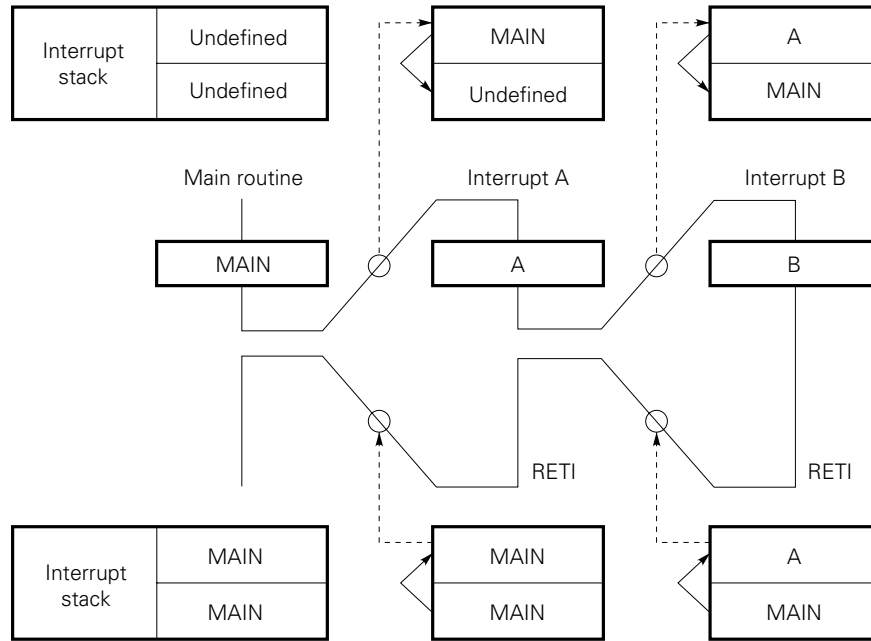 Interrupt
stack
Undefined
Undefined
MAIN
Undefined
A
MAIN
Main routine
Interrupt A
Interrupt B
MAIN
A
B
RETI
RETI
Interrupt
stack
MAIN
MAIN
MAIN
MAIN
A
MAIN